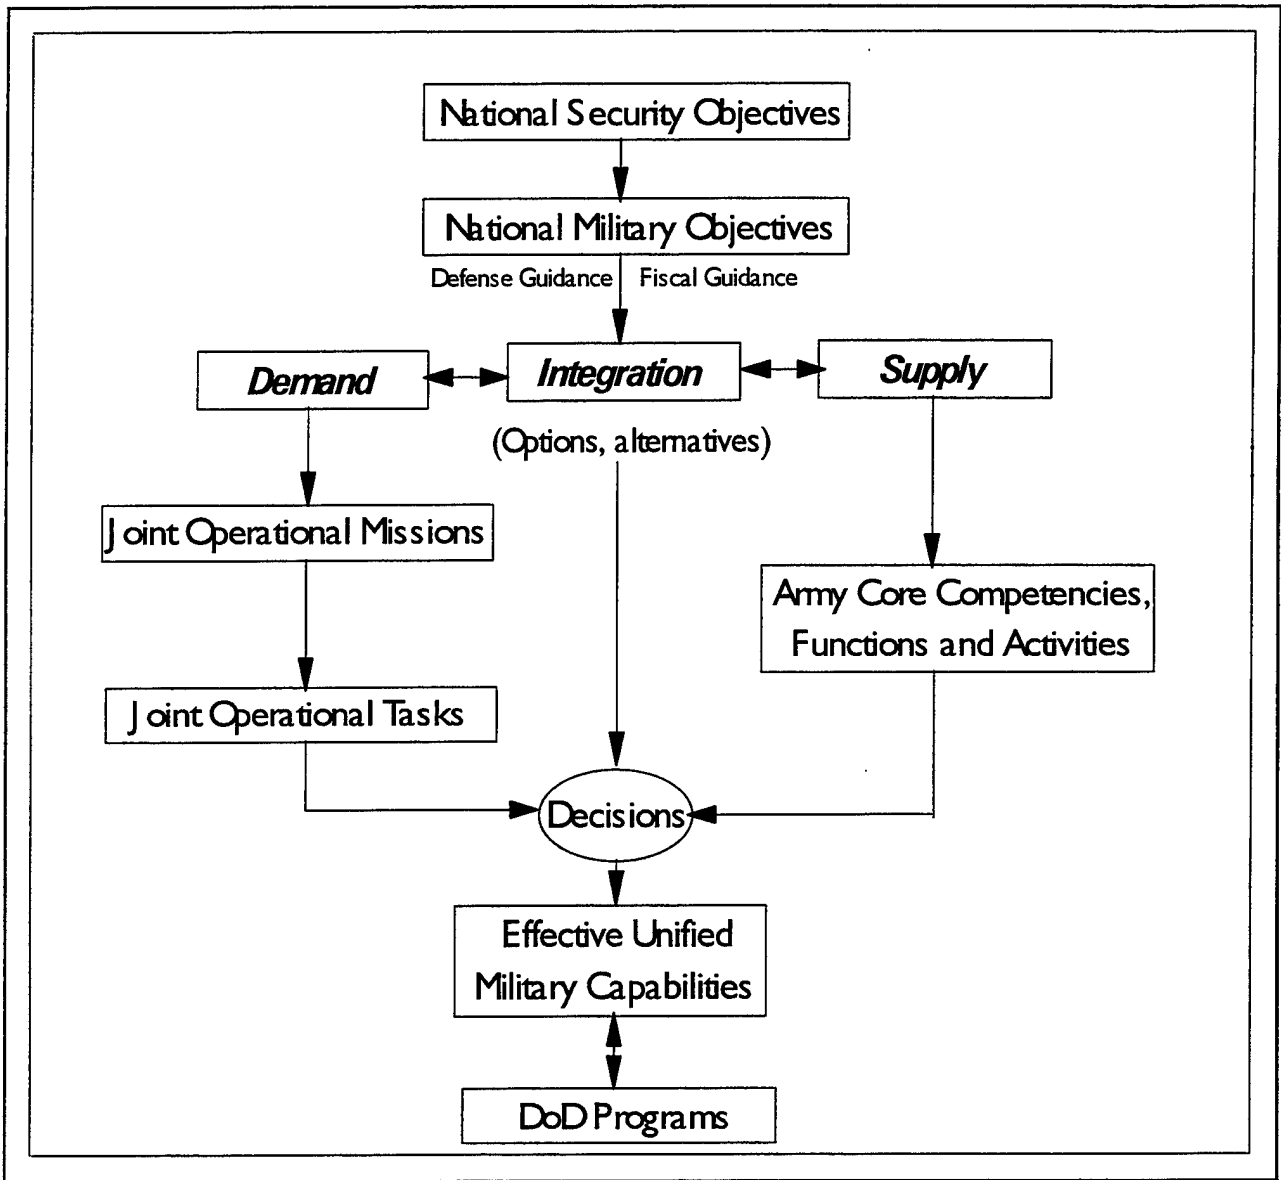 National Security Objectives
National Military Objectives
Defense Guidance Fiscal Guidance
Demand
Integration
Supply
(Options, alternatives)
Joint Operational Missions
Army Core Competencies,
Functions and Activities
Joint Operational Tasks
Decisions
Effective Unified
Military Capabilities
DoD Programs